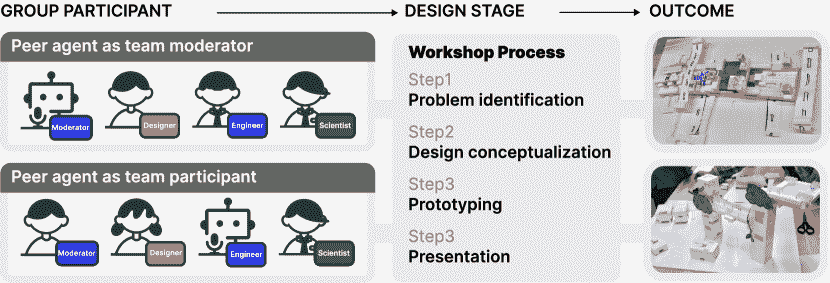 GROUP PARTICIPANT
DESIGN STAGE
OUTCOME
Peer agent as team moderator
Moderator
Designer
Engineer
Scientist
Peer agent as team participant
Moderator
Designer
Engineer
Scientist
Workshop Process
Step1
Problem identification
Step2
Design conceptualization
Step3
Prototyping
Step3
Presentation